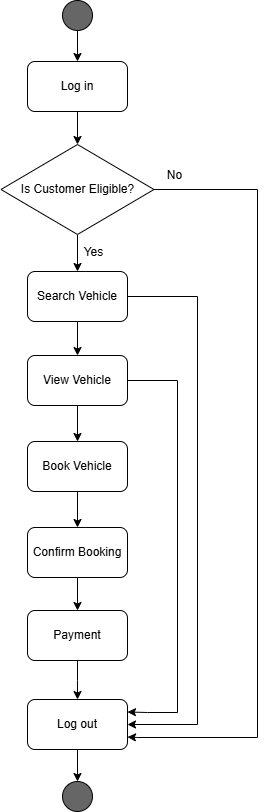 Log in
Is Customer Eligible?
No
Yes
Search Vehicle
View Vehicle
Book Vehicle
Confirm Booking
Payment
Log out